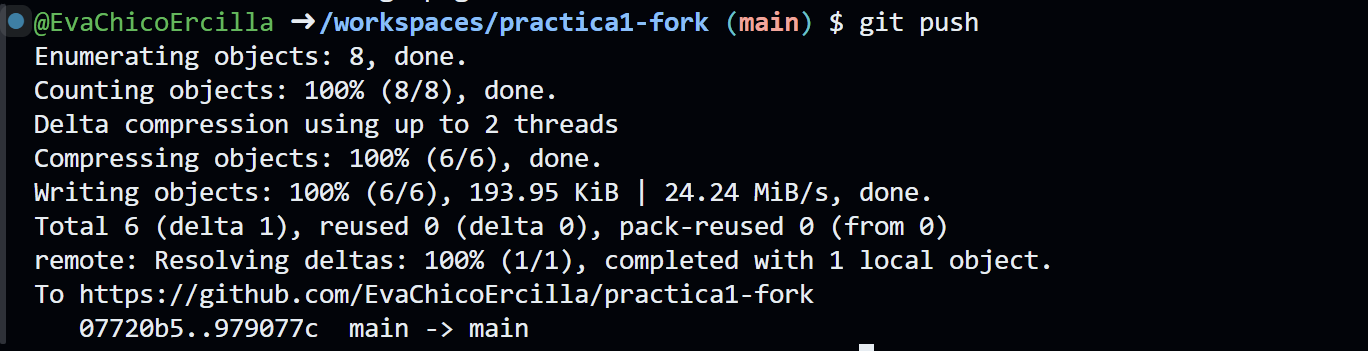 @EvaChicoErcilla ➜/workspaces/practica1-fork (main) $ git push
Enumerating objects: 8, done.
Counting objects: 100% (8/8), done.
Delta compression using up to 2 threads
Compressing objects: 100% (6/6), done.
Writing objects: 100% (6/6), 193.95 KiB | 24.24 MiB/s, done.
Total 6 (delta 1), reused 0 (delta 0), pack-reused 0 (from 0)
remote: Resolving deltas: 100% (1/1), completed with 1 local object.
To https://github.com/EvaChicoErcilla/practica1-fork
   07720b5..979077c  main -> main